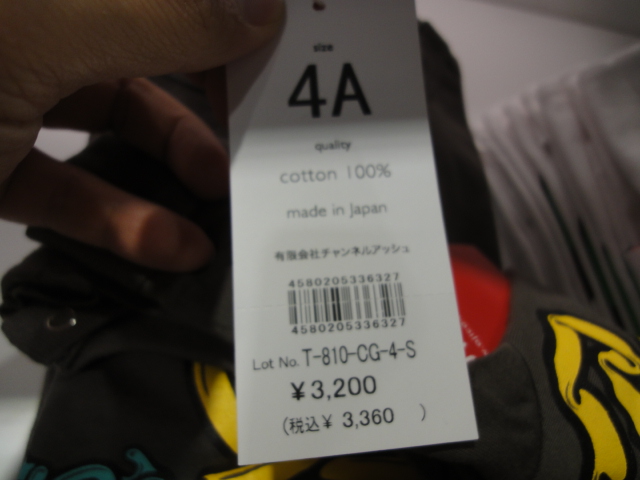 size
4A
quality
cotton 100%
made in Japan
有限会社チャンネルアッシュ
4580205336327
4580205336327
Lot No. T-810-CG-4-S
¥3,200
(税込¥ 3,360 )